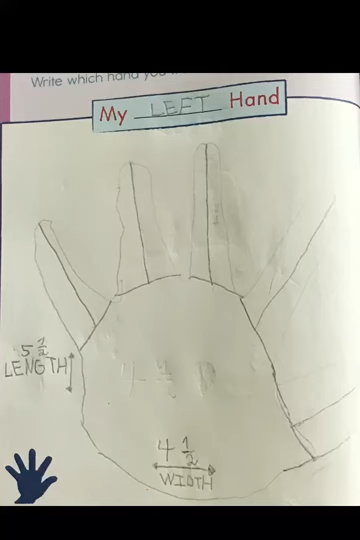 Write which hand you
My LEFT Hand
5 1/2
LENGTH
4 1/2
WIDTH